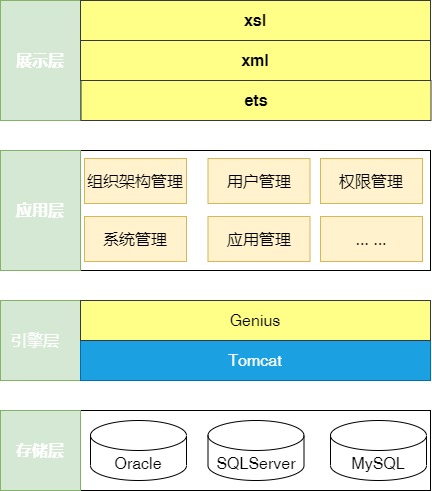 展示层
xsl
xml
ets
应用层
组织架构管理 用户管理 权限管理
系统管理 应用管理 ... ...
引擎层
Genius
Tomcat
存储层
Oracle SQLServer MySQL